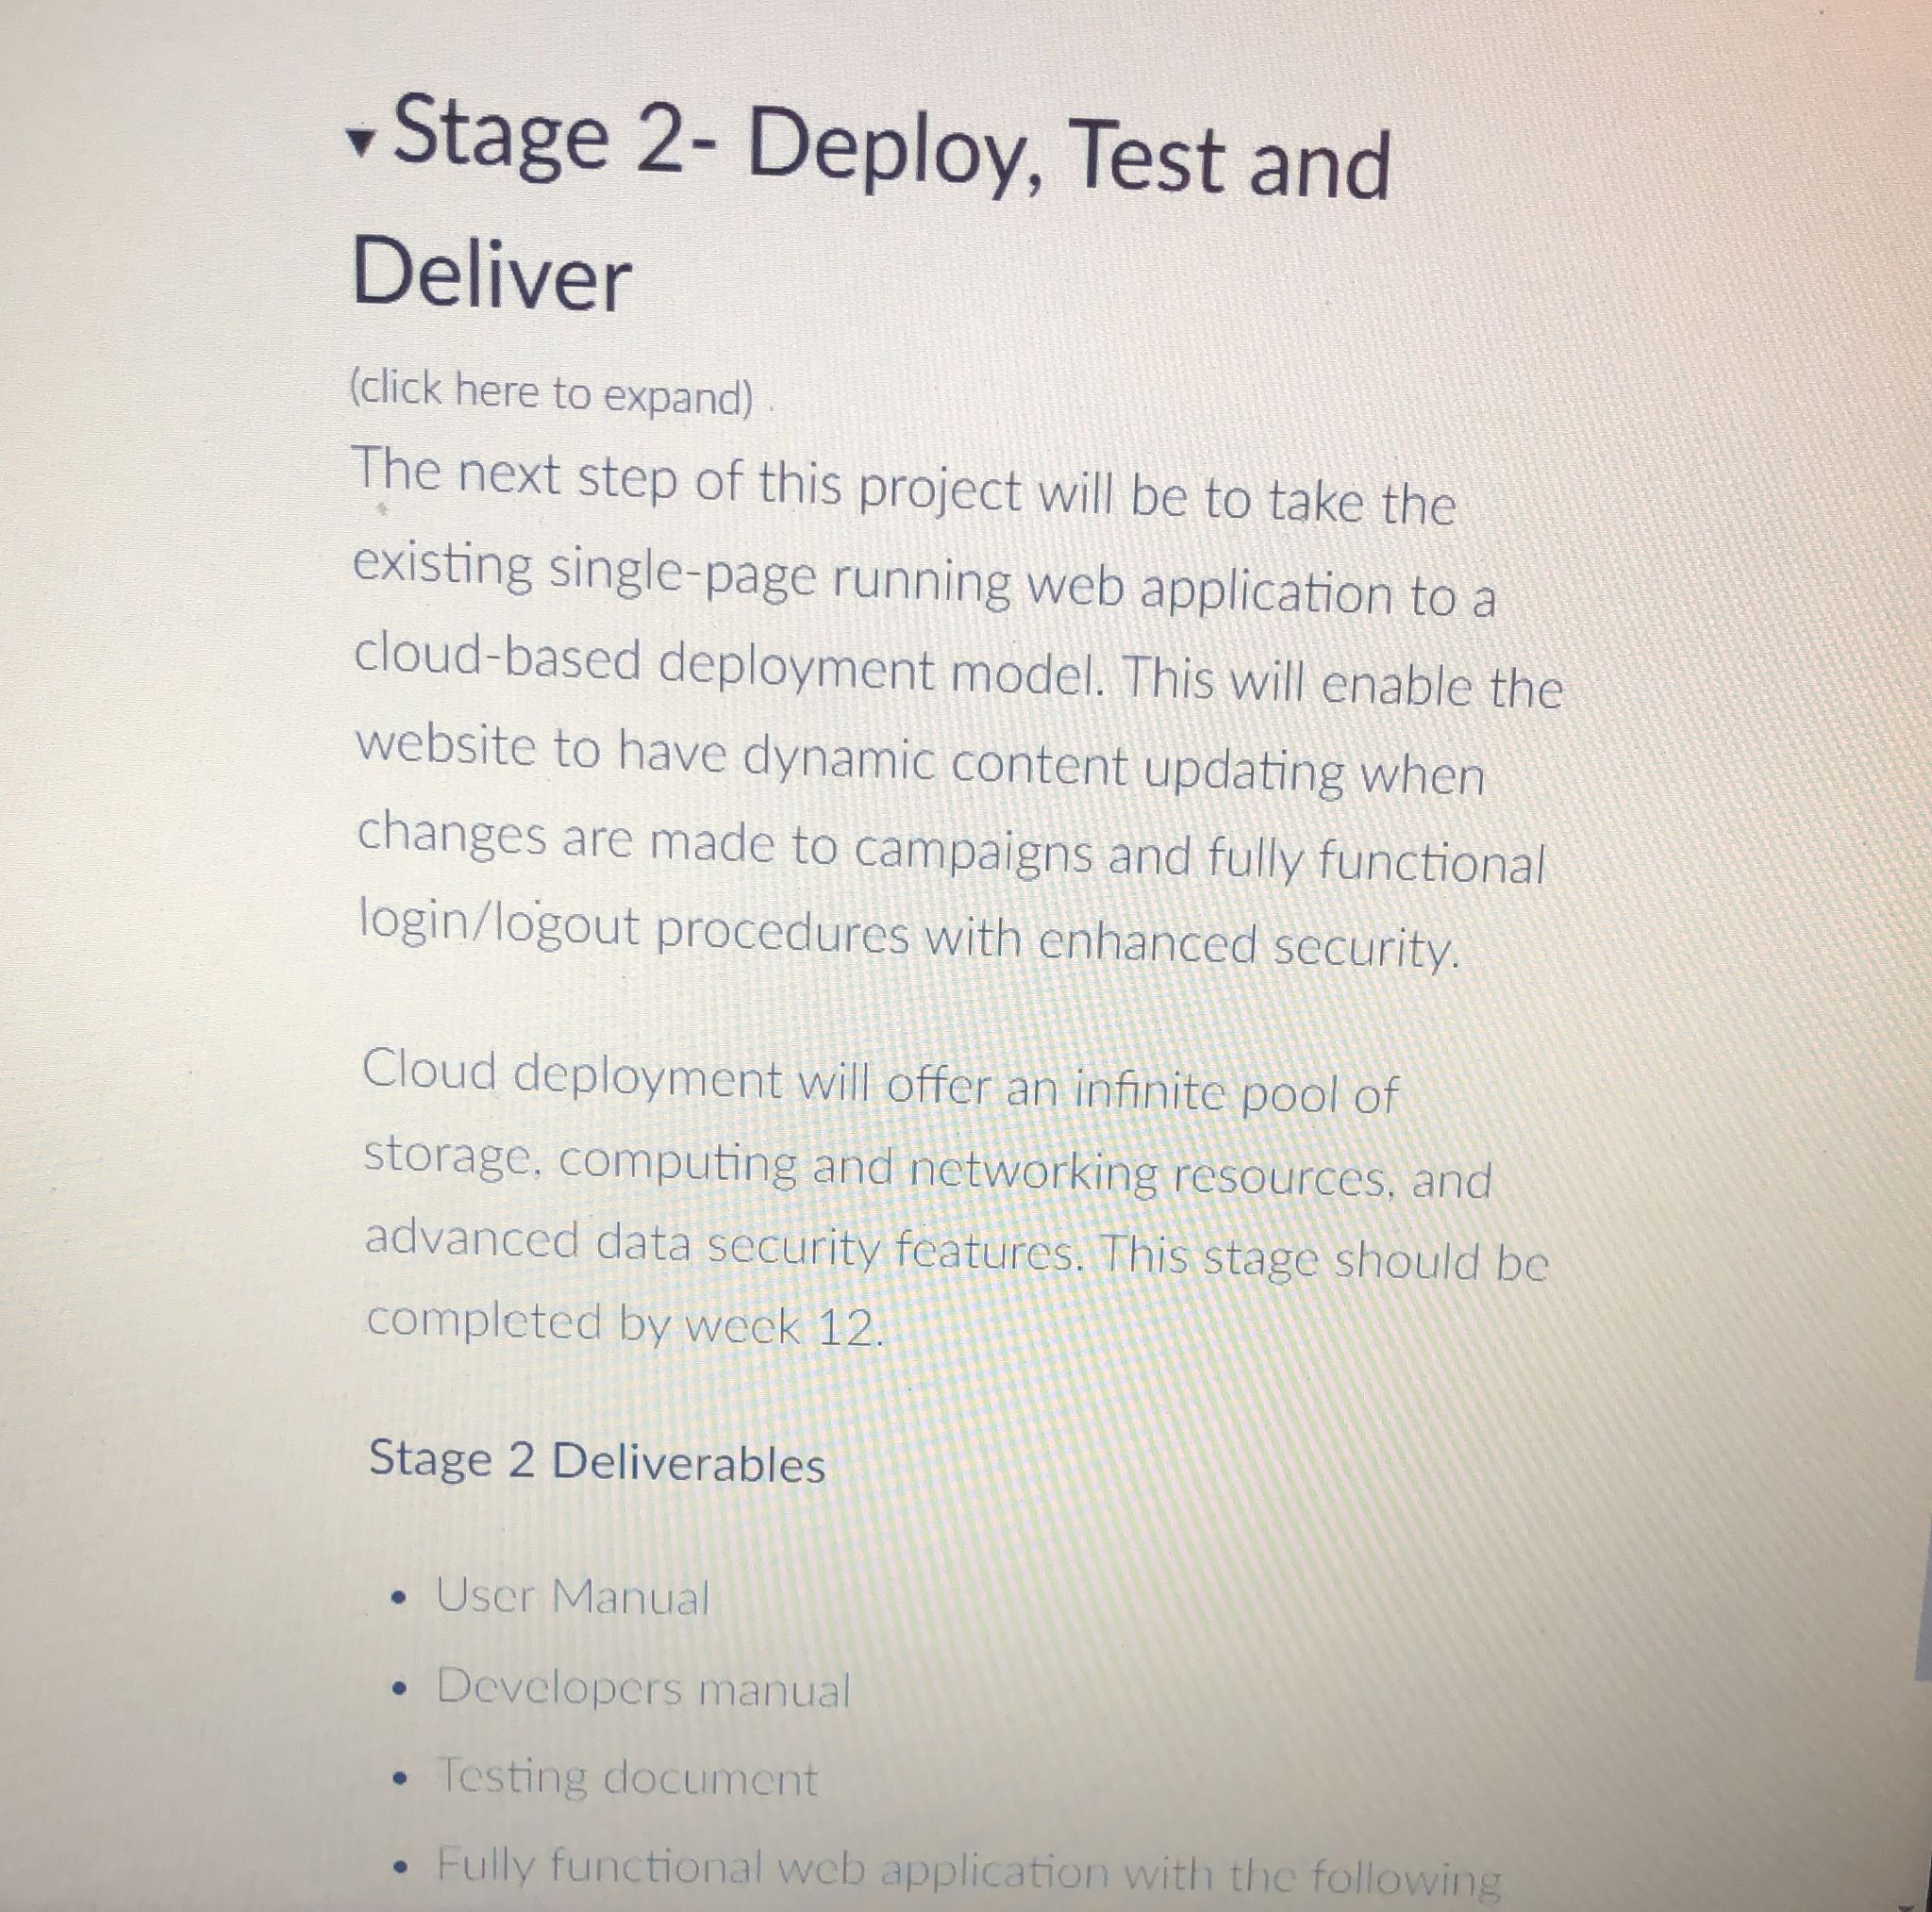 ▾ Stage 2- Deploy, Test and
Deliver
(click here to expand)
The next step of this project will be to take the
existing single-page running web application to a
cloud-based deployment model. This will enable the
website to have dynamic content updating when
changes are made to campaigns and fully functional
login/logout procedures with enhanced security.
Cloud deployment will offer an infinite pool of
storage, computing and networking resources, and
advanced data security features. This stage should be
completed by week 12.
Stage 2 Deliverables
• User Manual
• Developers manual
• Testing document
• Fully functional web application with the following